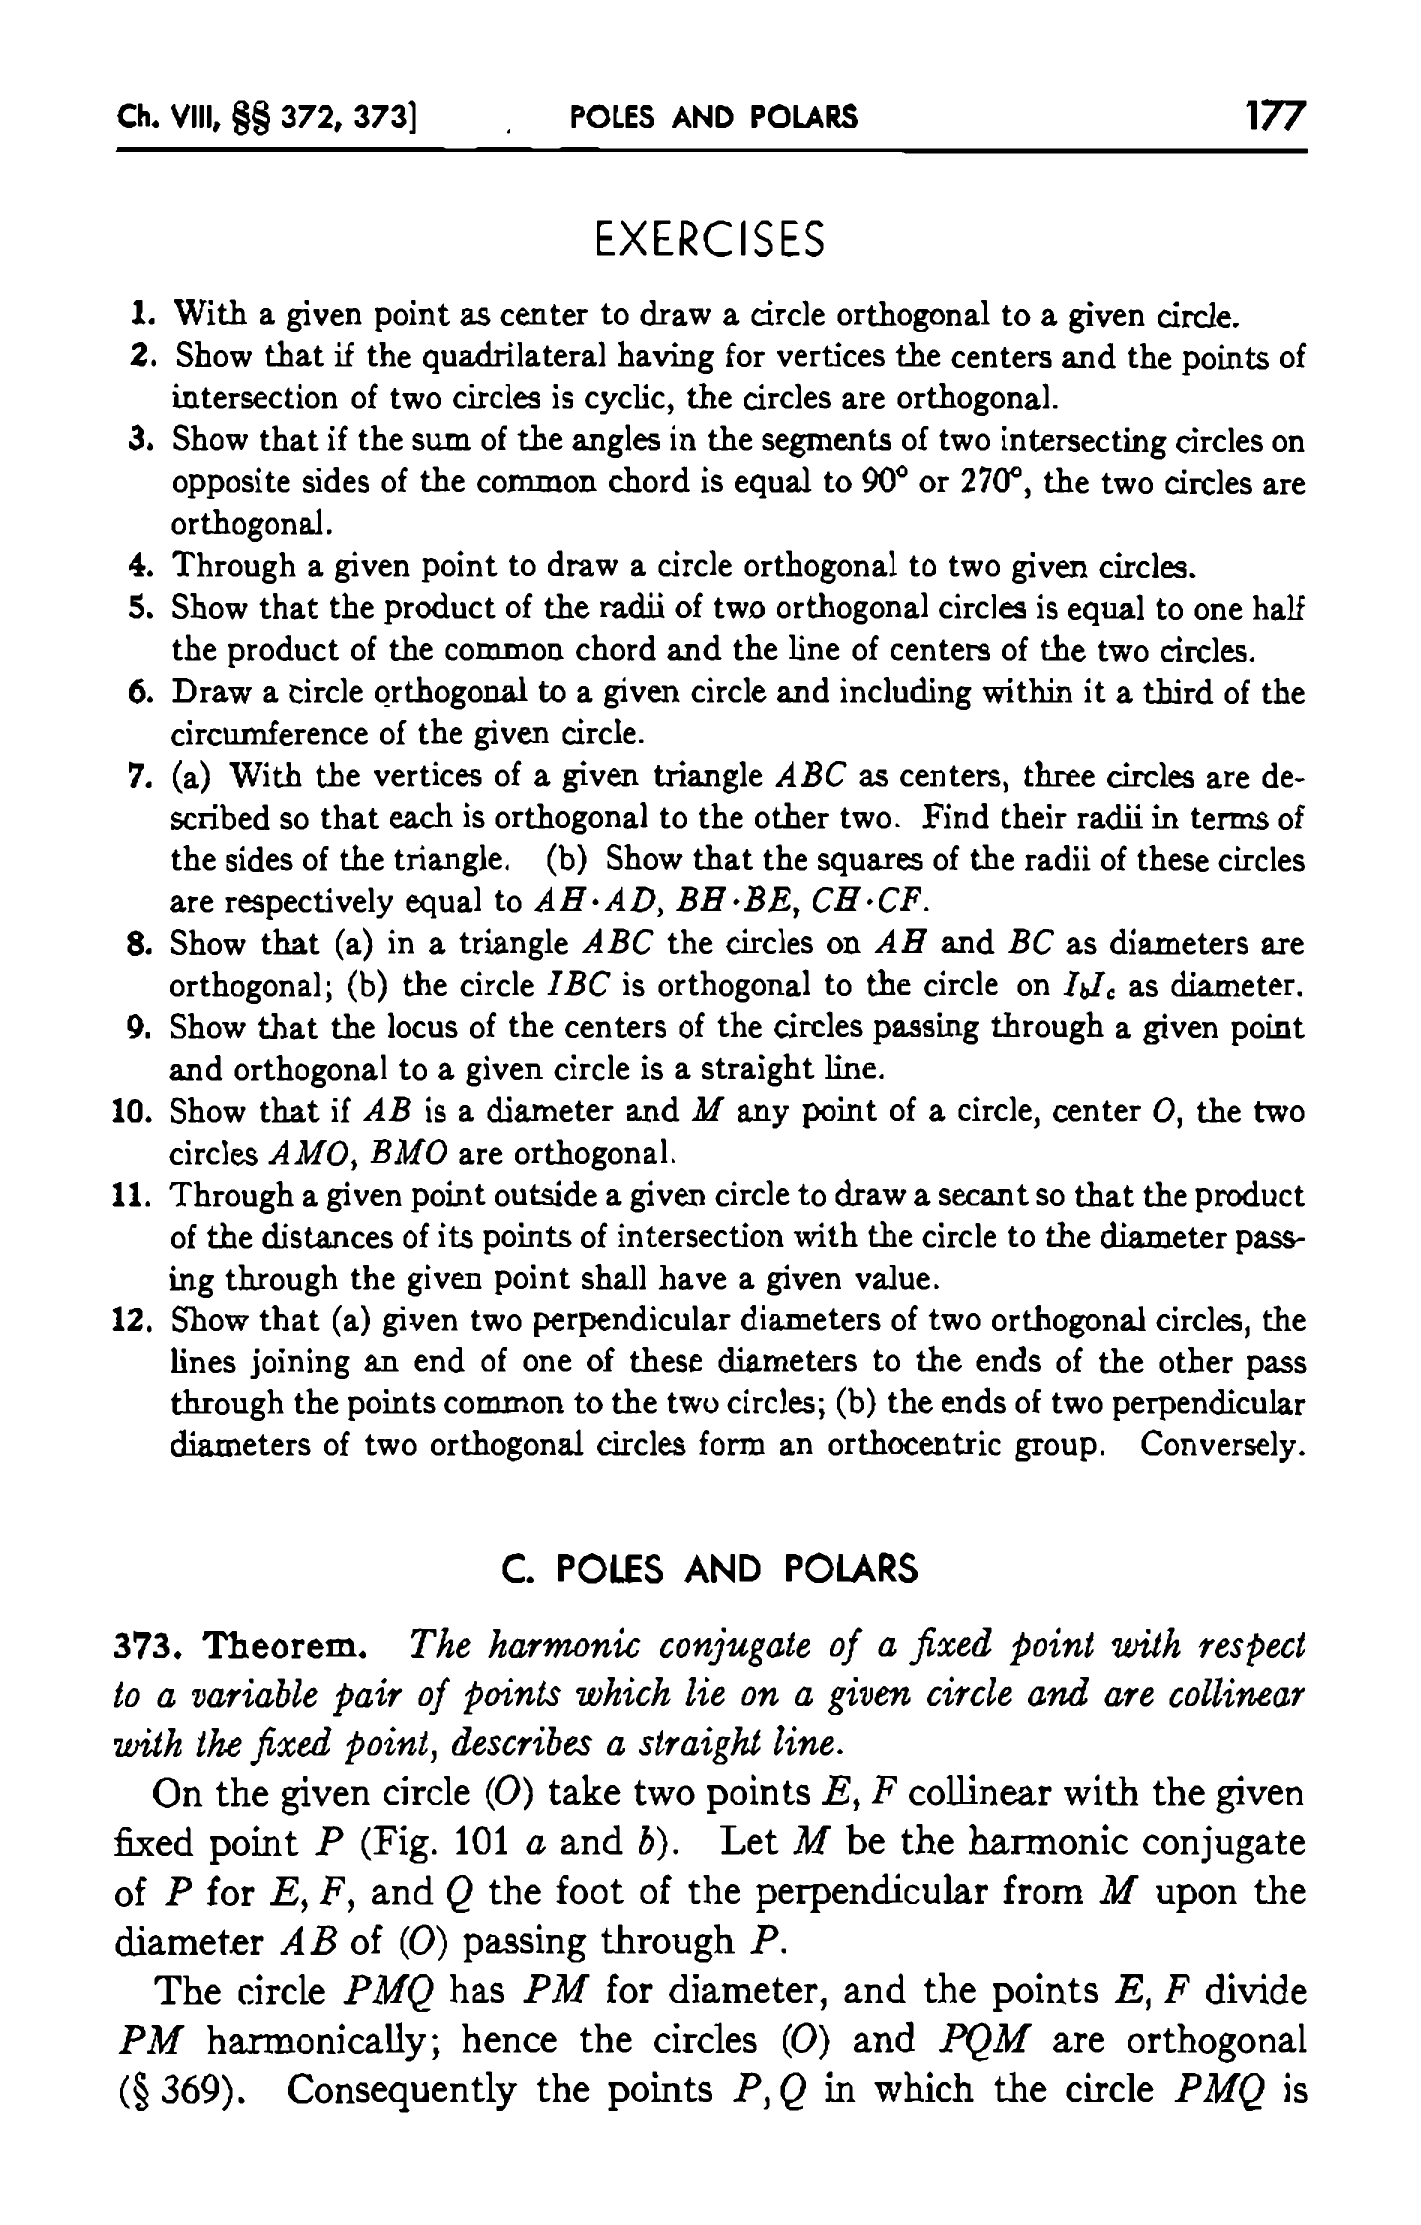 Ch. VIII, §§ 372, 373] POLES AND POLARS 177
EXERCISES
1. With a given point as center to draw a circle orthogonal to a given circle.
2. Show that if the quadrilateral having for vertices the centers and the points of
intersection of two circles is cyclic, the circles are orthogonal.
3. Show that if the sum of the angles in the segments of two intersecting circles on
opposite sides of the common chord is equal to 90° or 270°, the two circles are
orthogonal.
4. Through a given point to draw a circle orthogonal to two given circles.
5. Show that the product of the radii of two orthogonal circles is equal to one half
the product of the common chord and the line of centers of the two circles.
6. Draw a circle orthogonal to a given circle and including within it a third of the
circumference of the given circle.
7. (a) With the vertices of a given triangle ABC as centers, three circles are de-
scribed so that each is orthogonal to the other two. Find their radii in terms of
the sides of the triangle. (b) Show that the squares of the radii of these circles
are respectively equal to AH·AD, BH·BE, CH·CF.
8. Show that (a) in a triangle ABC the circles on AH and BC as diameters are
orthogonal; (b) the circle IBC is orthogonal to the circle on I_bI_c as diameter.
9. Show that the locus of the centers of the circles passing through a given point
and orthogonal to a given circle is a straight line.
10. Show that if AB is a diameter and M any point of a circle, center O, the two
circles AMO, BMO are orthogonal.
11. Through a given point outside a given circle to draw a secant so that the product
of the distances of its points of intersection with the circle to the diameter pass-
ing through the given point shall have a given value.
12. Show that (a) given two perpendicular diameters of two orthogonal circles, the
lines joining an end of one of these diameters to the ends of the other pass
through the points common to the two circles; (b) the ends of two perpendicular
diameters of two orthogonal circles form an orthocentric group. Conversely.
C. POLES AND POLARS
373. Theorem. The harmonic conjugate of a fixed point with respect
to a variable pair of points which lie on a given circle and are collinear
with the fixed point, describes a straight line.
On the given circle (O) take two points E, F collinear with the given
fixed point P (Fig. 101 a and b). Let M be the harmonic conjugate
of P for E, F, and Q the foot of the perpendicular from M upon the
diameter AB of (O) passing through P.
The circle PMQ has PM for diameter, and the points E, F divide
PM harmonically; hence the circles (O) and PQM are orthogonal
(§ 369). Consequently the points P, Q in which the circle PMQ is